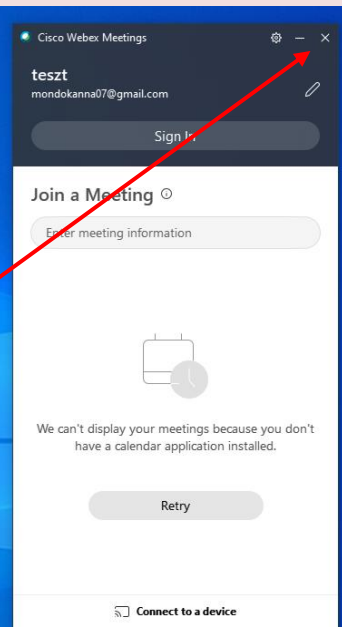 Cisco Webex Meetings
teszt
mondokanna07@gmail.com
Sign In
Join a Meeting
Enter meeting information
We can't display your meetings because you don't
have a calendar application installed.
Retry
Connect to a device